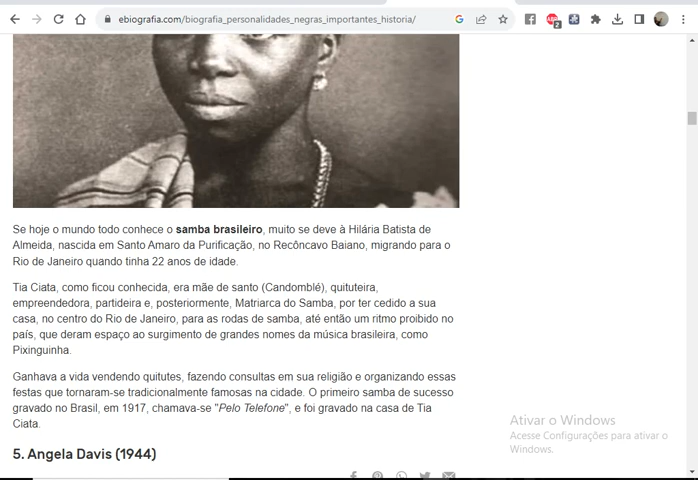 ebiografia.com/biografia_personalidades_negras_importantes_historia/
2
Se hoje o mundo todo conhece o samba brasileiro, muito se deve à Hilária Batista de
Almeida, nascida em Santo Amaro da Purificação, no Recôncavo Baiano, migrando para o
Rio de Janeiro quando tinha 22 anos de idade.
Tia Ciata, como ficou conhecida, era mãe de santo (Candomblé), quituteira,
empreendedora, partideira e, posteriormente, Matriarca do Samba, por ter cedido a sua
casa, no centro do Rio de Janeiro, para as rodas de samba, até então um ritmo proibido no
país, que deram espaço ao surgimento de grandes nomes da música brasileira, como
Pixinguinha.
Ganhava a vida vendendo quitutes, fazendo consultas em sua religião e organizando essas
festas que tornaram-se tradicionalmente famosas na cidade. O primeiro samba de sucesso
gravado no Brasil, em 1917, chamava-se "Pelo Telefone", e foi gravado na casa de Tia
Ciata.
5. Angela Davis (1944)
Ativar o Windows
Acesse Configurações para ativar o
Windows.